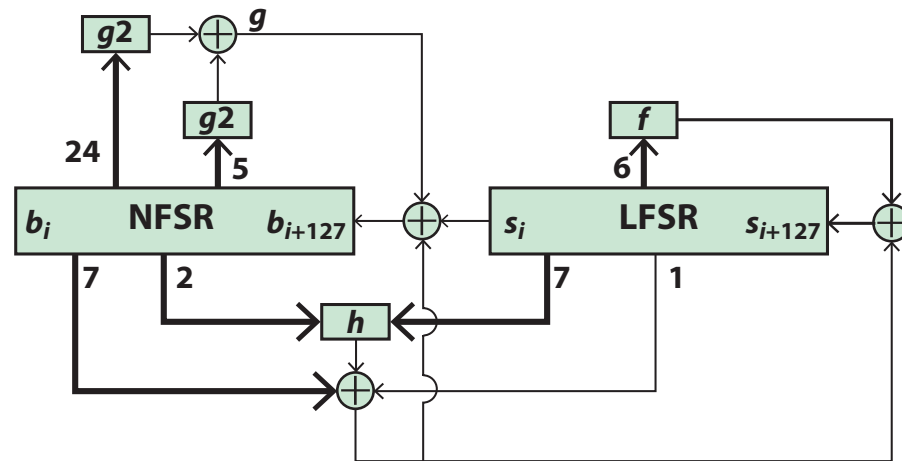 g2
g
g2
f
24
5
6
b_i
NFSR
b_{i+127}
s_i
LFSR
s_{i+127}
7
2
7
1
h